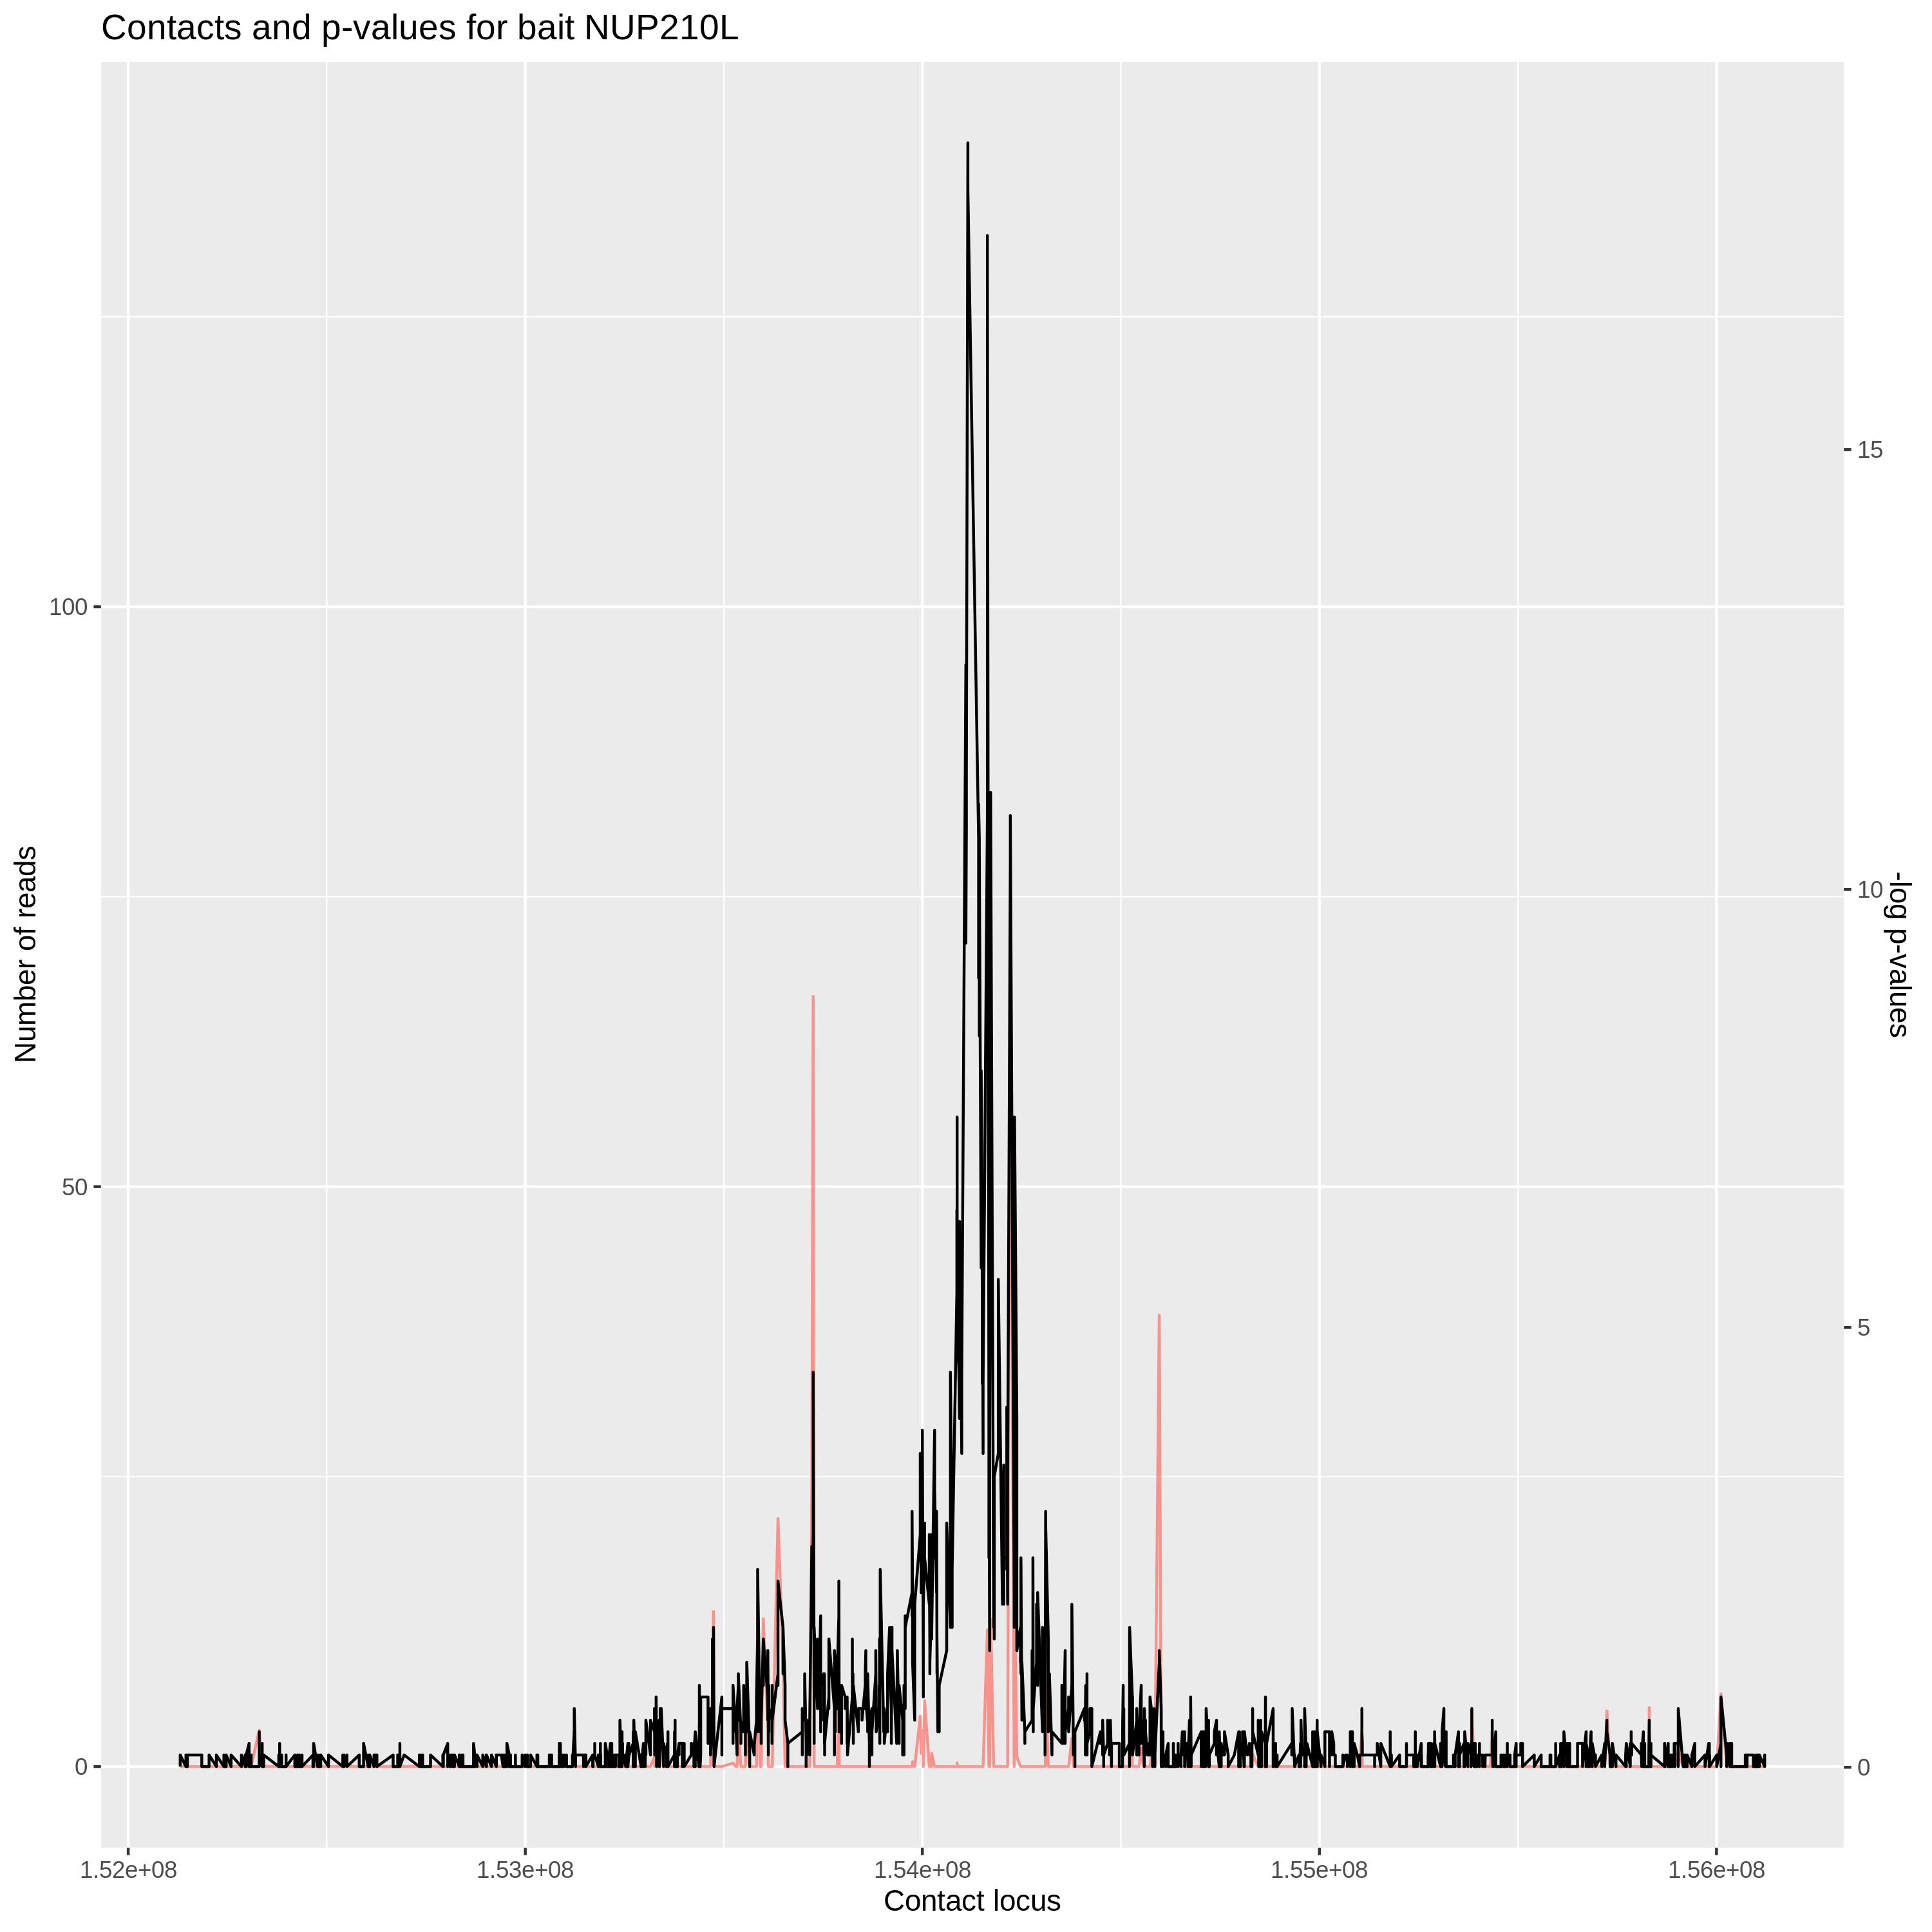 Contacts and p-values for bait NUP210L
Number of reads
100
50
0
15
10
5
0
-log p-values
1.52e+08 1.53e+08 1.54e+08 1.55e+08 1.56e+08
Contact locus